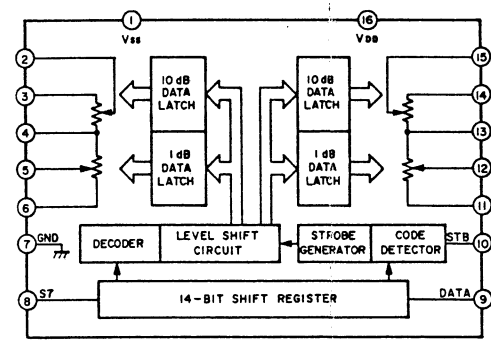 1
16
Vss
VDD
2
15
3
14
4
13
5
12
6
11
10 dB DATA LATCH
10 dB DATA LATCH
1 dB DATA LATCH
1 dB DATA LATCH
7
GND
DECODER
LEVEL SHIFT CIRCUIT
STROBE GENERATOR
CODE DETECTOR
STB
10
8
S7
14-BIT SHIFT REGISTER
DATA
9